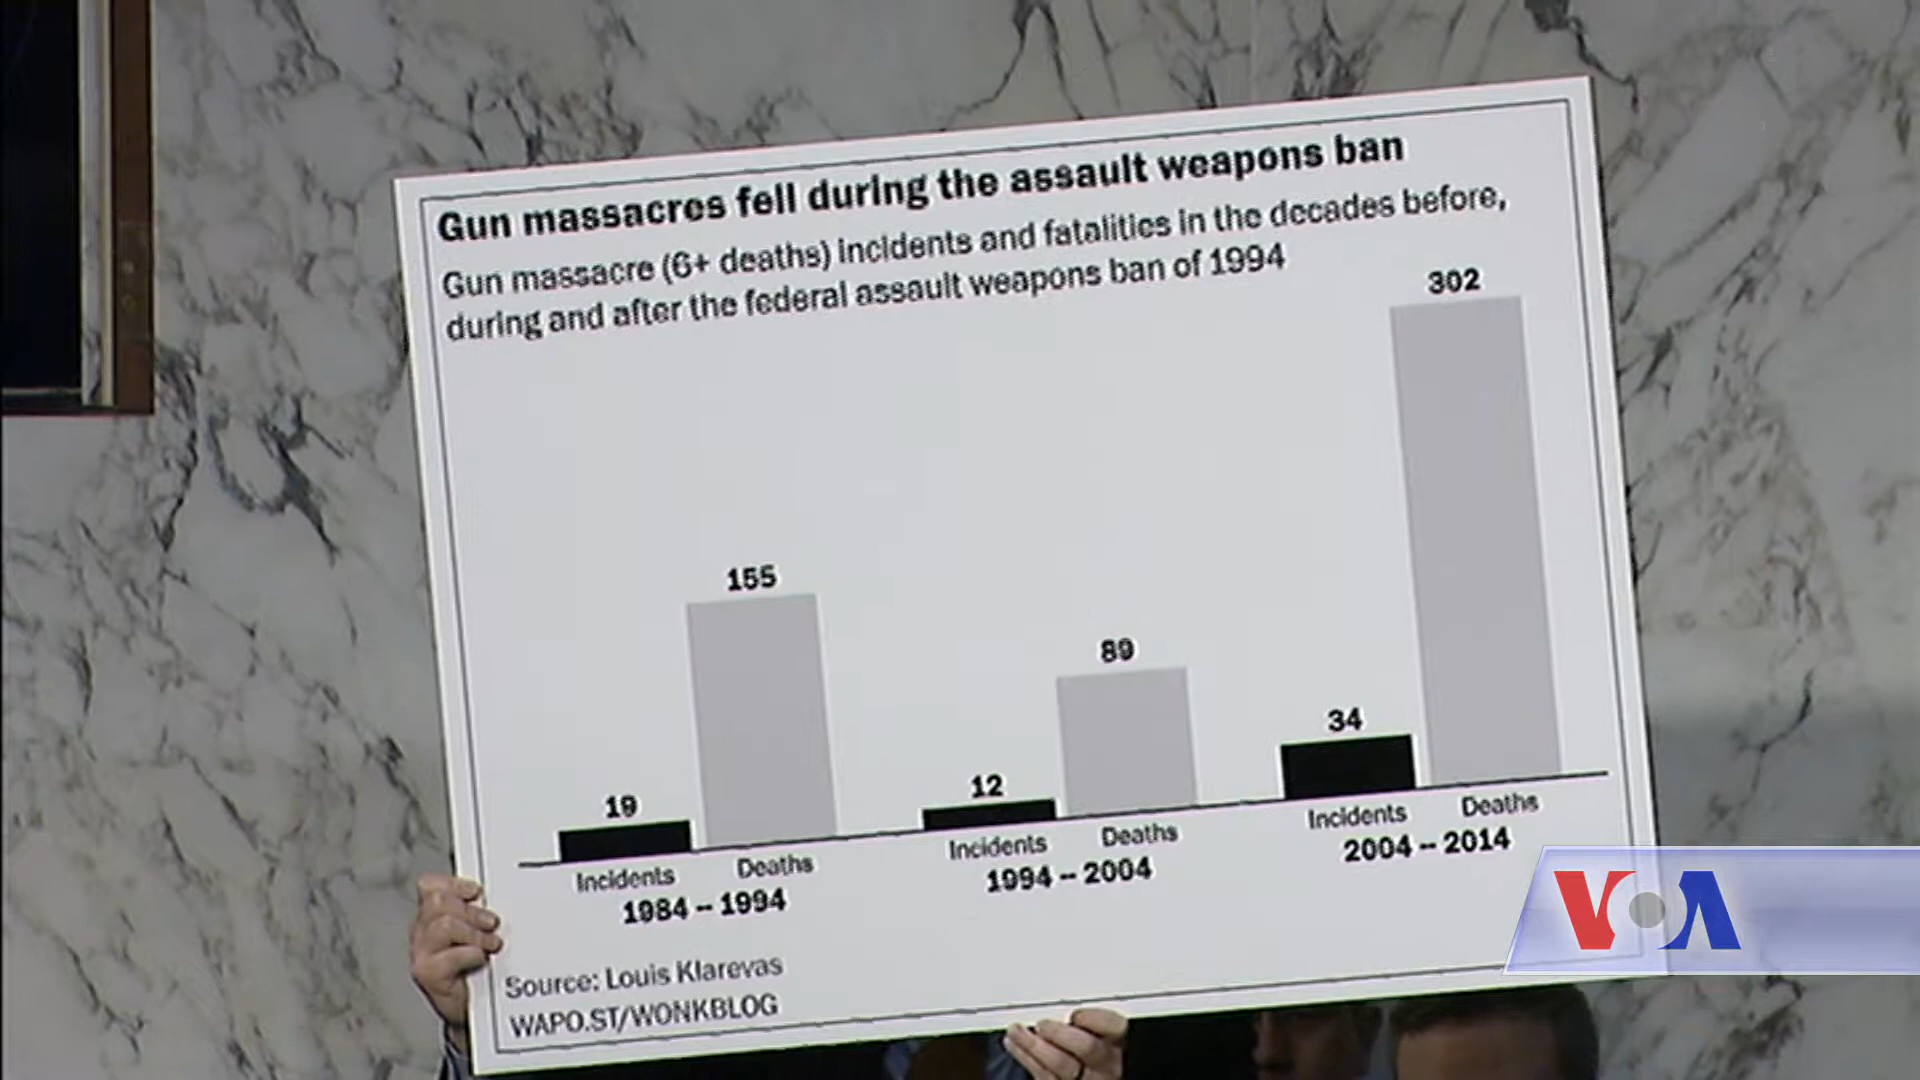 Gun massacres fell during the assault weapons ban
Gun massacre (6+ deaths) incidents and fatalities in the decades before,
during and after the federal assault weapons ban of 1994
302
155
89
34
12
19
Incidents Deaths
1984 – 1994
Incidents Deaths
1994 – 2004
Incidents Deaths
2004 – 2014
Source: Louis Klarevas
WAPO.ST/WONKBLOG
VOA